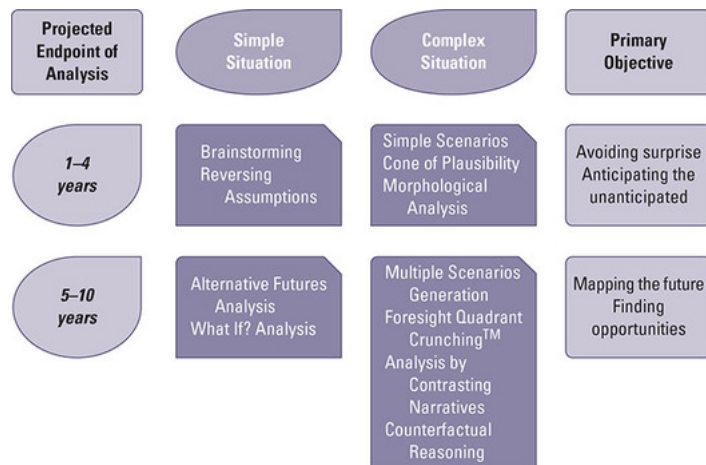 Projected
Endpoint of
Analysis
Simple
Situation
Complex
Situation
Primary
Objective
1–4
years
Brainstorming
Reversing
Assumptions
Simple Scenarios
Cone of Plausibility
Morphological
Analysis
Avoiding surprise
Anticipating the
unanticipated
5–10
years
Alternative Futures
Analysis
What If? Analysis
Multiple Scenarios
Generation
Foresight Quadrant
Crunching™
Analysis by
Contrasting
Narratives
Counterfactual
Reasoning
Mapping the future
Finding
opportunities